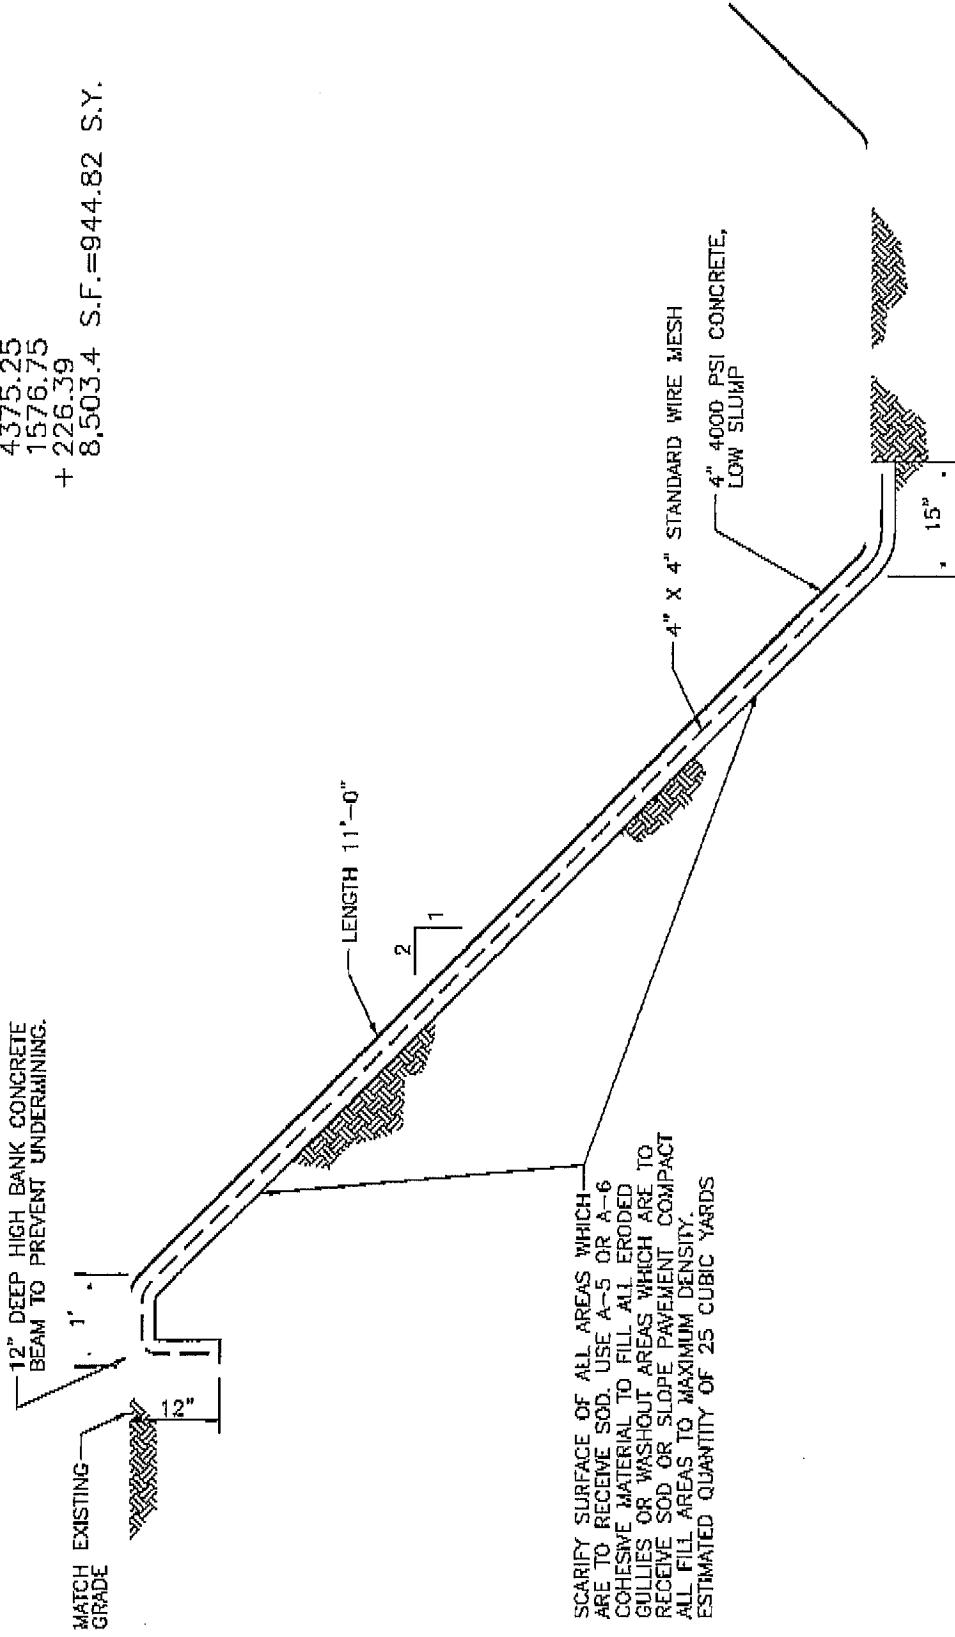 4375.25
1576.75
+ 226.39
8,503.4 S.F.=944.82 S.Y.
12" DEEP HIGH BANK CONCRETE
BEAM TO PREVENT UNDERMINING.
MATCH EXISTING
GRADE
1'
12"
LENGTH 11'-0"
2
1
4" X 4" STANDARD WIRE MESH
4" 4000 PSI CONCRETE,
LOW SLUMP
15"
SCARIFY SURFACE OF ALL AREAS WHICH
ARE TO RECEIVE SOD. USE A-5 OR A-6
COHESIVE MATERIAL TO FILL ALL ERODED
GULLIES OR WASHOUT AREAS WHICH ARE TO
RECEIVE SOD OR SLOPE PAVEMENT COMPACT
ALL FILL AREAS TO MAXIMUM DENSITY.
ESTIMATED QUANTITY OF 25 CUBIC YARDS